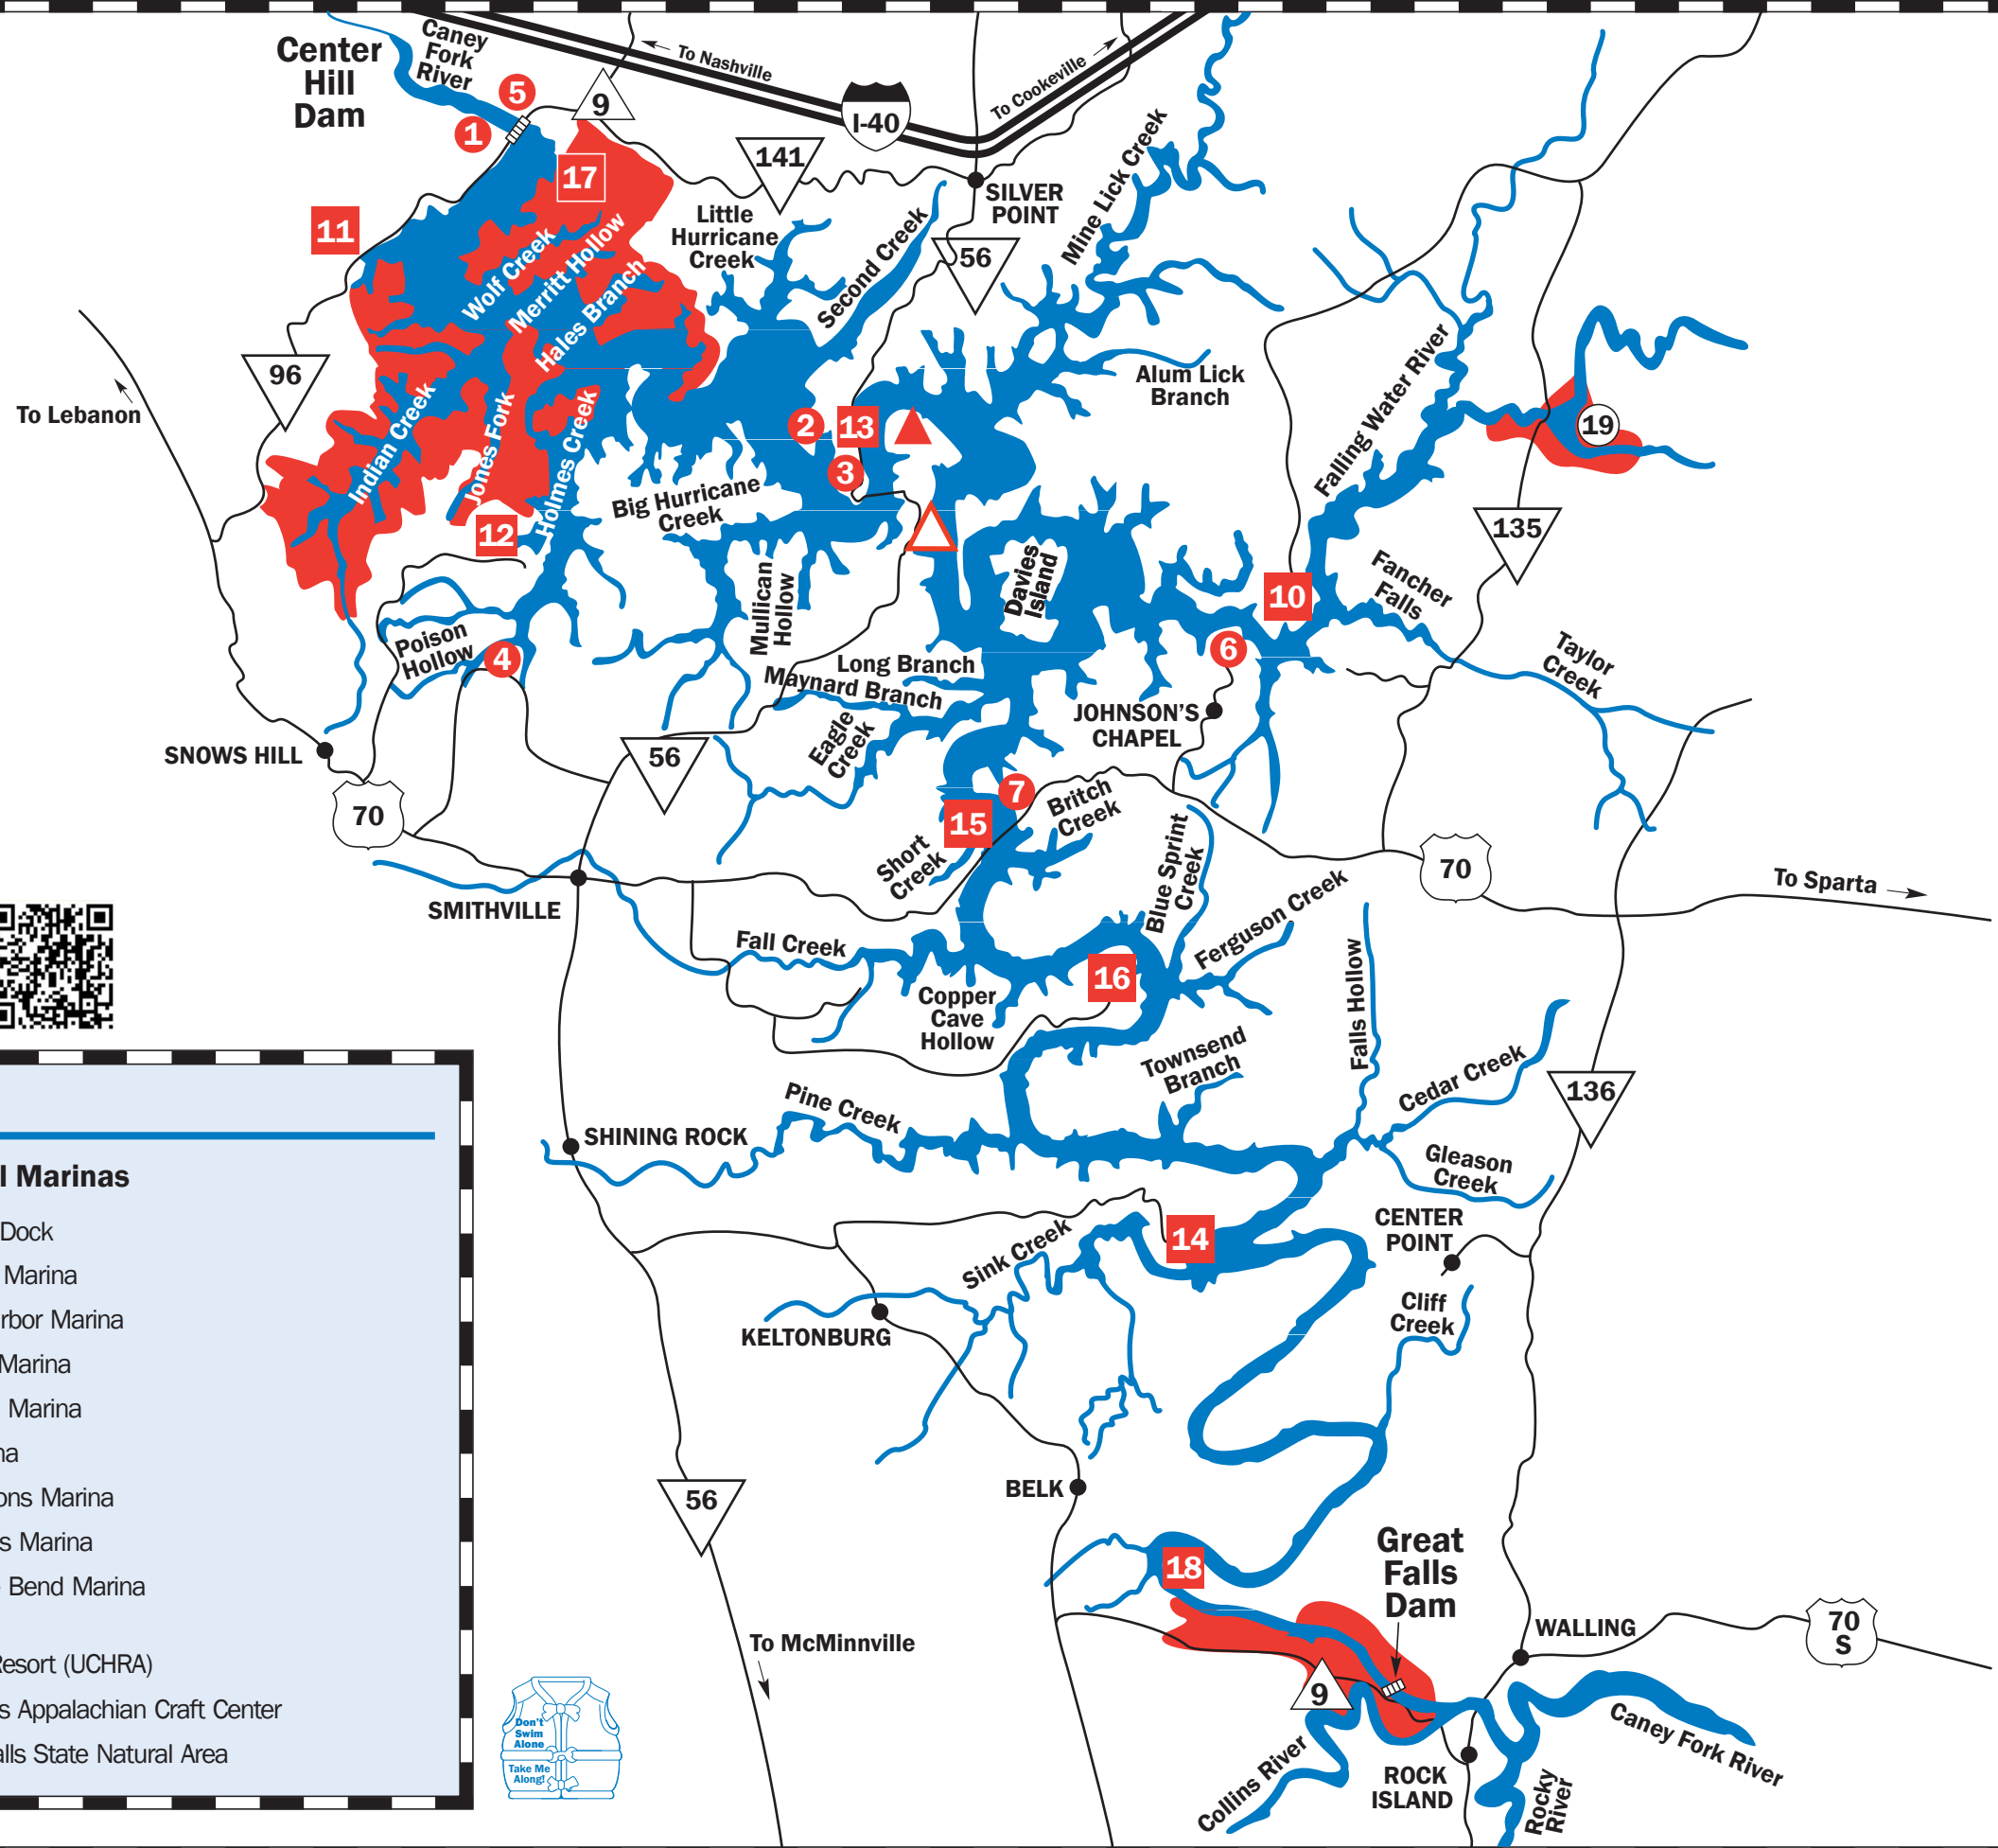 Center
Hill
Dam
Caney
Fork
River
To Nashville
To Cookeville
I-40
5
1
9
17
141
SILVER
POINT
11
Little
Hurricane
Creek
Second Creek
56
Mine Lick Creek
Wolf Creek
Merritt Hollow
Hales Branch
96
To Lebanon
Alum Lick
Branch
Falling Water River
19
Indian Creek
Jones Fork
Holmes Creek
2
13
3
Big Hurricane
Creek
12
135
Mullican
Hollow
Davies
Island
10
Fancher
Falls
Poison
Hollow
4
6
Taylor
Creek
Long Branch
Maynard Branch
Eagle
Creek
JOHNSON'S
CHAPEL
SNOWS HILL
56
70
7
15
Britch
Creek
Short
Creek
Blue Sprint
Creek
70
To Sparta
SMITHVILLE
Fall Creek
16
Ferguson Creek
Falls Hollow
Copper
Cave
Hollow
Townsend
Branch
Cedar Creek
136
Pine Creek
SHINING ROCK
Gleason
Creek
l Marinas
Dock
Marina
rbor Marina
Marina
Marina
na
ons Marina
s Marina
Bend Marina
Resort (UCHRA)
s Appalachian Craft Center
alls State Natural Area
CENTER
POINT
14
Sink Creek
Cliff
Creek
KELTONBURG
BELK
56
18
Great
Falls
Dam
WALLING
70
S
To McMinnville
9
Don't
Swim
Alone
Take Me
Along!
Collins River
ROCK
ISLAND
Rocky
River
Caney Fork River